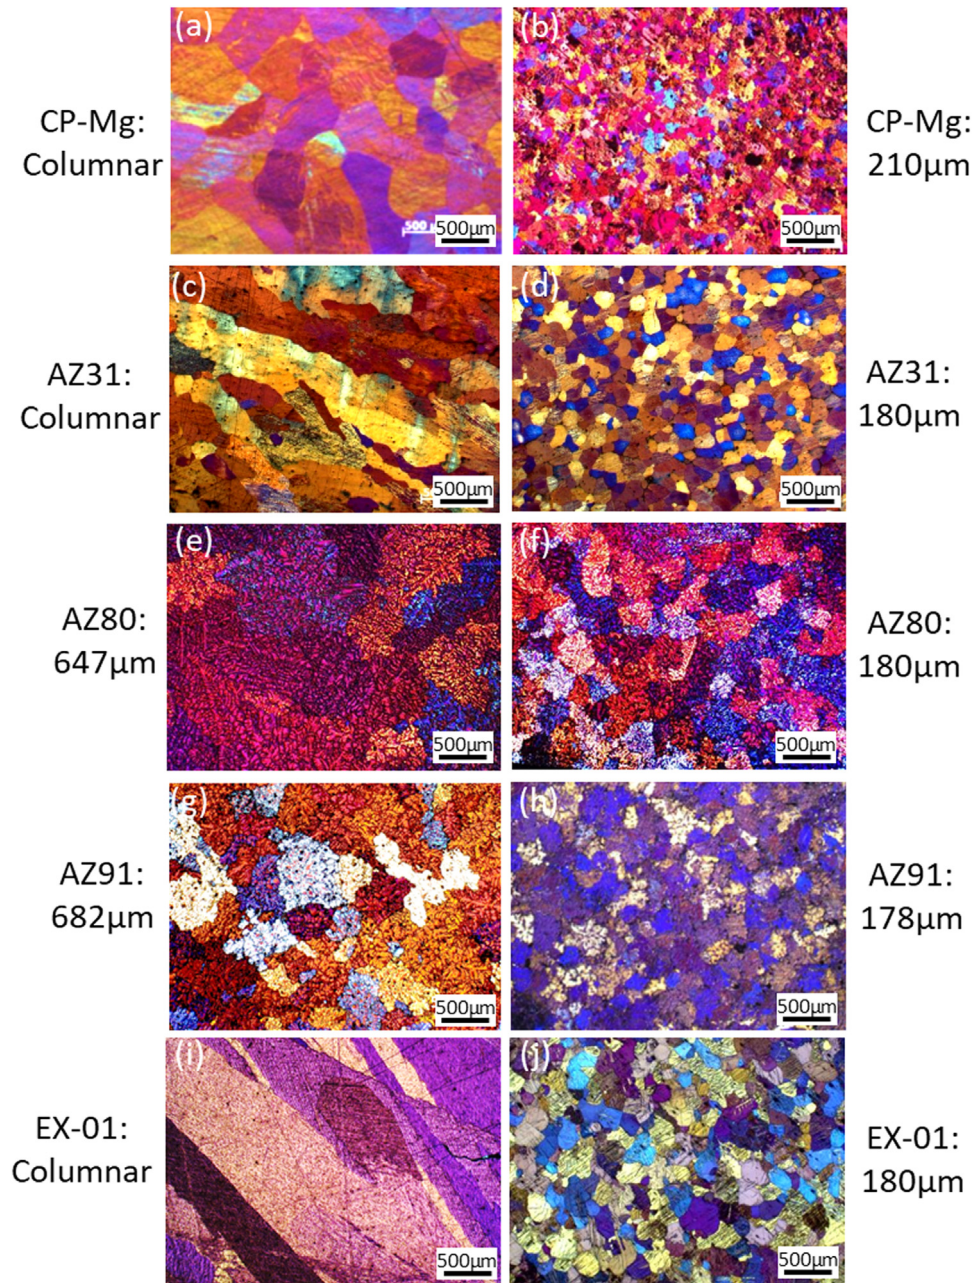 (a)
(b)
CP-Mg:
Columnar
500 μ
500μm
500μm
CP-Mg:
210μm
(c)
(d)
AZ31:
Columnar
500μm
500μm
AZ31:
180μm
(e)
(f)
AZ80:
647μm
500μm
500μm
AZ80:
180μm
(g)
(h)
AZ91:
682μm
500μm
500μm
AZ91:
178μm
(i)
(j)
EX-01:
Columnar
500μm
500μm
EX-01:
180μm